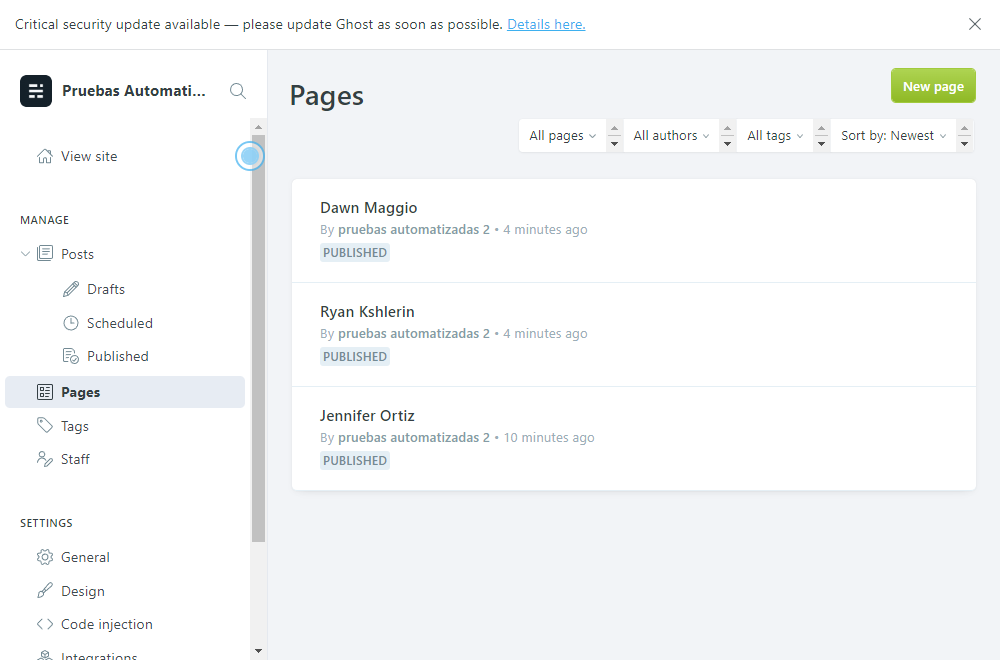 Critical security update available — please update Ghost as soon as possible. Details here.
Pruebas Automati...
View site
MANAGE
Posts
Drafts
Scheduled
Published
Pages
Tags
Staff
SETTINGS
General
Design
Code injection
Integrations
Pages
New page
All pages
All authors
All tags
Sort by: Newest
Dawn Maggio
By pruebas automatizadas 2 • 4 minutes ago
PUBLISHED
Ryan Kshlerin
By pruebas automatizadas 2 • 4 minutes ago
PUBLISHED
Jennifer Ortiz
By pruebas automatizadas 2 • 10 minutes ago
PUBLISHED